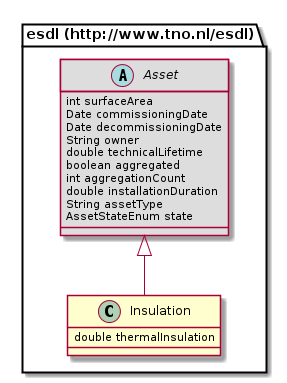 esdl (http://www.tno.nl/esdl)
A Asset
int surfaceArea
Date commissioningDate
Date decommissioningDate
String owner
double technicalLifetime
boolean aggregated
int aggregationCount
double installationDuration
String assetType
AssetStateEnum state
C Insulation
double thermalInsulation